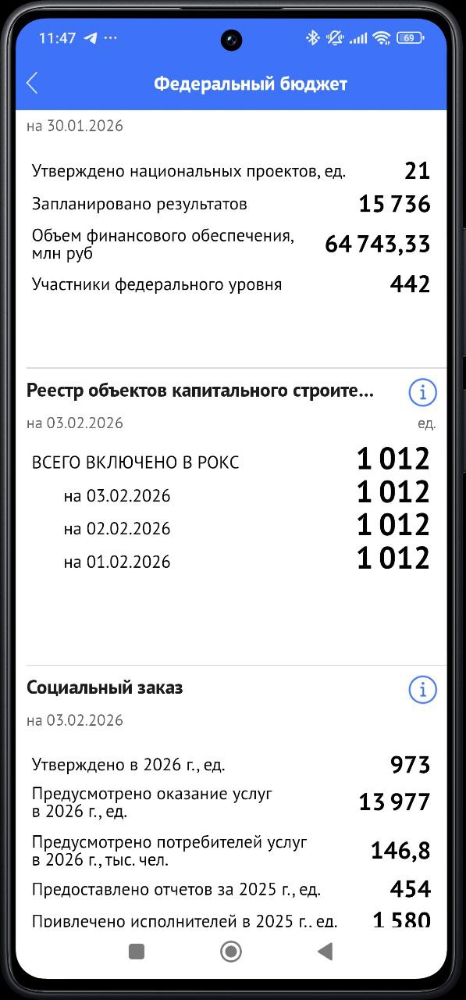 11:47
69
Федеральный бюджет
на 30.01.2026
Утверждено национальных проектов, ед. 21
Запланировано результатов 15 736
Объем финансового обеспечения,
млн руб 64 743,33
Участники федерального уровня 442
Реестр объектов капитального строите...
на 03.02.2026 ед.
ВСЕГО ВКЛЮЧЕНО В РОКС 1 012
на 03.02.2026 1 012
на 02.02.2026 1 012
на 01.02.2026 1 012
Социальный заказ
на 03.02.2026
Утверждено в 2026 г., ед. 973
Предусмотрено оказание услуг
в 2026 г., ед. 13 977
Предусмотрено потребителей услуг
в 2026 г., тыс. чел. 146,8
Предоставлено отчетов за 2025 г., ед. 454
Привлечено исполнителей в 2025 г., ед. 1 580